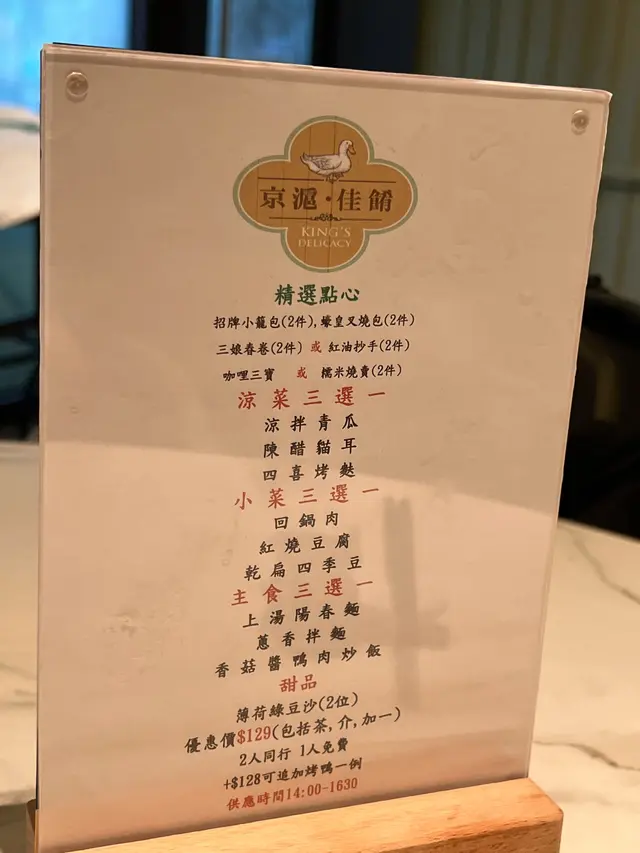 京滬·佳餚
KING'S
DELICACY
精選點心
招牌小籠包(2件),蠔皇叉燒包(2件)
三娘春卷(2件) 或 紅油抄手(2件)
咖哩三寶 或 糯米燒賣(2件)
涼菜三選一
涼拌青瓜
陳醋貓耳
四喜烤麩
小菜三選一
回鍋肉
紅燒豆腐
乾扁四季豆
主食三選一
上湯陽春麵
蔥香拌麵
香菇醬鴨肉炒飯
甜品
薄荷綠豆沙(2位)
優惠價$129(包括茶,介,加一)
2人同行 1人免費
+$128可追加烤鴨一例
供應時間14:00-1630